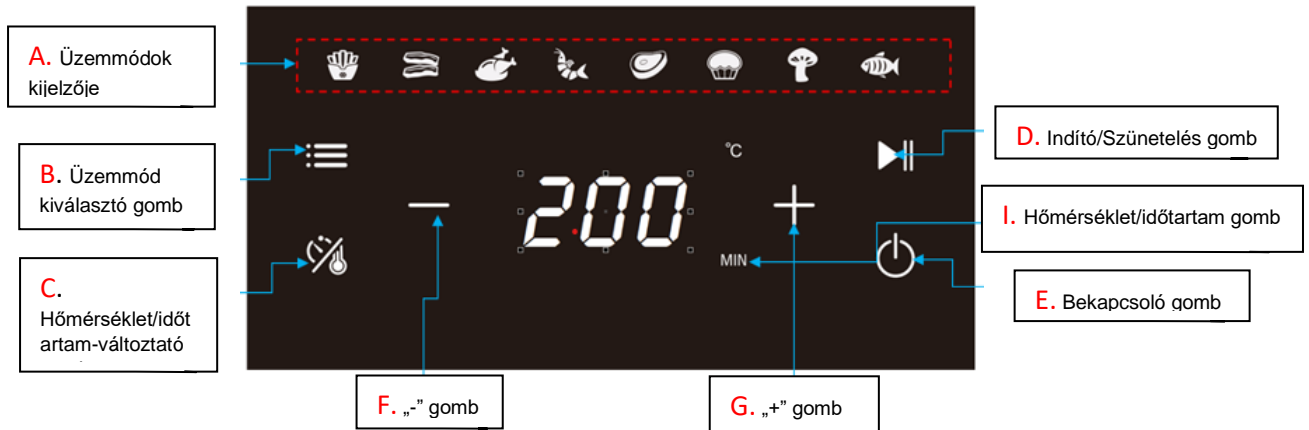 A. Üzemmódok
kijelzője
B. Üzemmód
kiválasztó gomb
C.
Hőmérséklet/időt
artam-változtató
200
°C
MIN
D. Indító/Szünetelés gomb
I. Hőmérséklet/időtartam gomb
E. Bekapcsoló gomb
F. „-” gomb
G. „+” gomb